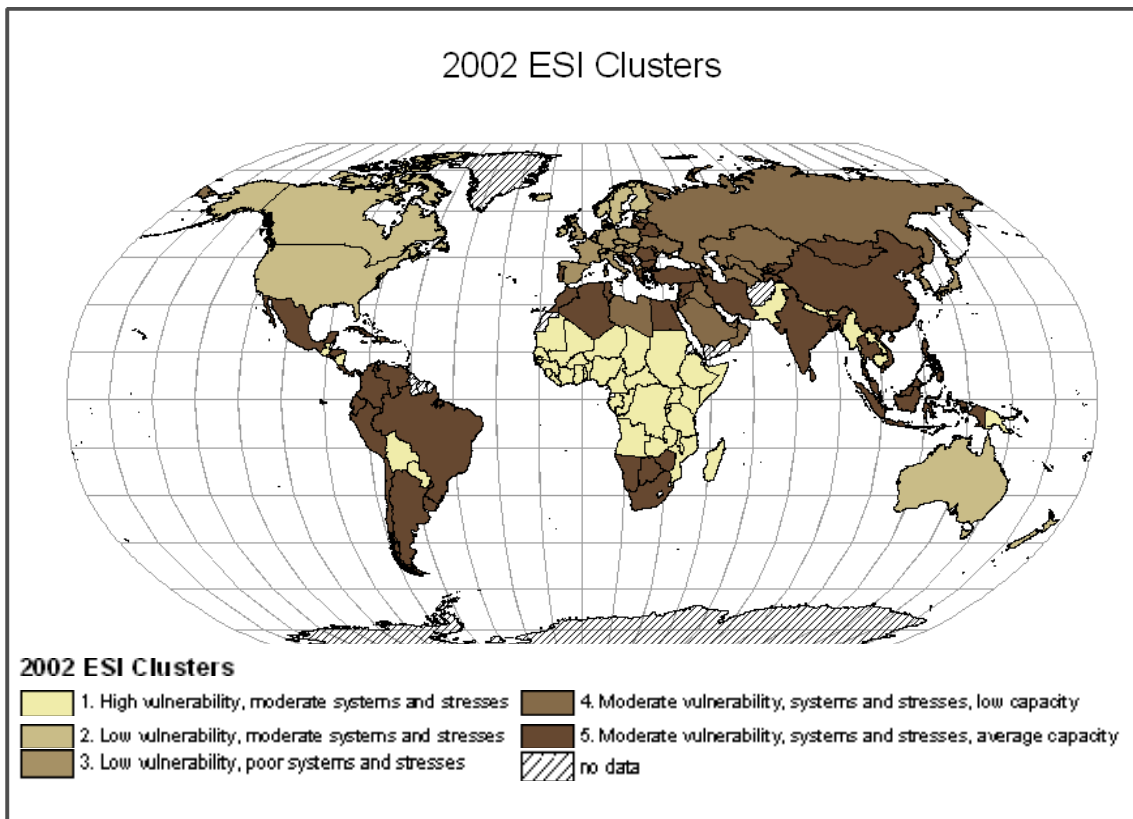 2002 ESI Clusters
2002 ESI Clusters
1. High vulnerability, moderate systems and stresses
2. Low vulnerability, moderate systems and stresses
3. Low vulnerability, poor systems and stresses
4. Moderate vulnerability, systems and stresses, low capacity
5. Moderate vulnerability, systems and stresses, average capacity
no data